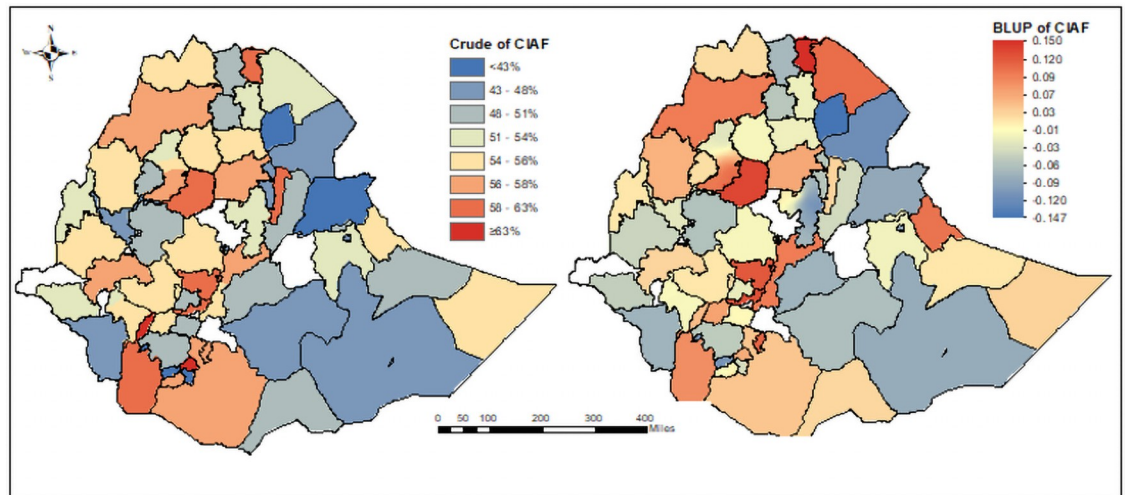 N
W E
S
Crude of CIAF
<43%
43 - 48%
48 - 51%
51 - 54%
54 - 56%
56 - 58%
58 - 63%
≥63%
BLUP of CIAF
0.150
0.120
0.09
0.07
0.03
-0.01
-0.03
-0.06
-0.09
-0.120
-0.147
0 50 100 200 300 400
Miles